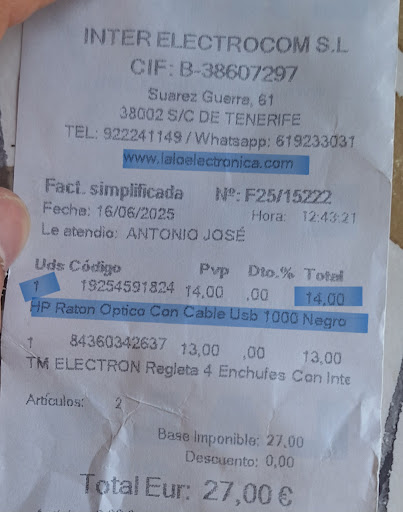 INTER ELECTROCOM S.L
CIF: B-38607297
Suarez Guerra, 61
38002 S/C DE TENERIFE
TEL: 922241149 / Whatsapp: 619233031
www.laloelectronica.com
Fact. simplificada Nº: F25/15222
Fecha: 16/06/2025 Hora: 12:43:21
Le atendio: ANTONIO JOSÉ
Uds Código Pvp Dto.% Total
1 19254591824 14,00 ,00 14,00
HP Raton Optico Con Cable Usb 1000 Negro
1 84360342637 13,00 ,00 13,00
TM ELECTRON Regleta 4 Enchufes Con Inte
Artículos: 2
Base Imponible: 27,00
Descuento: 0,00
Total Eur: 27,00 €